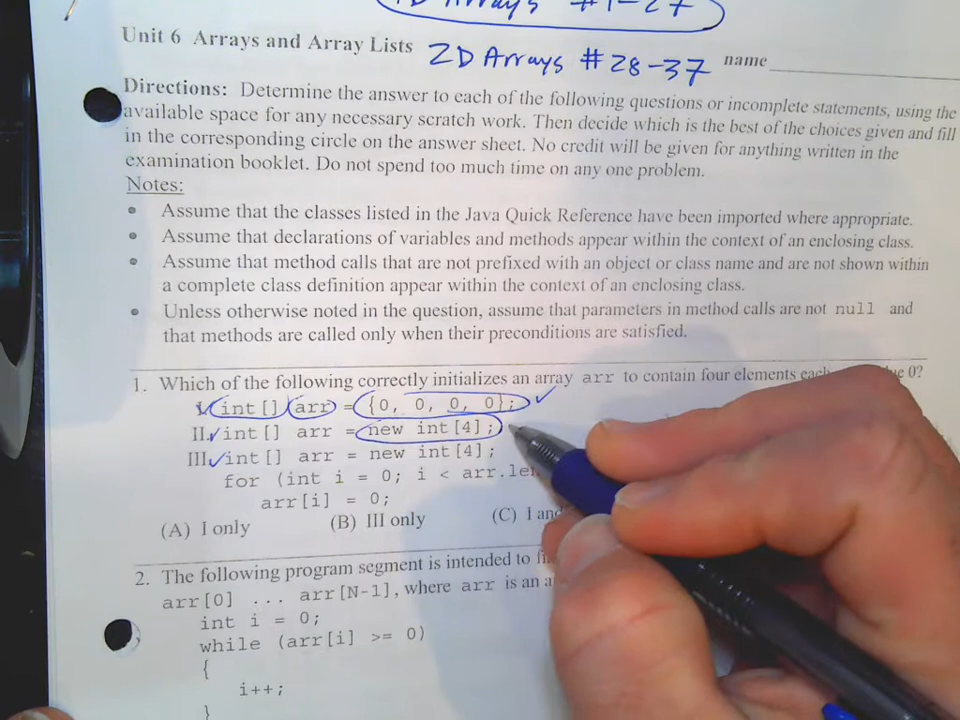 Arrays #1-27
Unit 6 Arrays and Array Lists 2D Arrays #28-37 name
Directions: Determine the answer to each of the following questions or incomplete statements, using the
available space for any necessary scratch work. Then decide which is the best of the choices given and fill
in the corresponding circle on the answer sheet. No credit will be given for anything written in the
examination booklet. Do not spend too much time on any one problem.
Notes:
• Assume that the classes listed in the Java Quick Reference have been imported where appropriate.
• Assume that declarations of variables and methods appear within the context of an enclosing class.
• Assume that method calls that are not prefixed with an object or class name and are not shown within
a complete class definition appear within the context of an enclosing class.
• Unless otherwise noted in the question, assume that parameters in method calls are not null and
that methods are called only when their preconditions are satisfied.
1. Which of the following correctly initializes an array arr to contain four elements 0?
int[] arr = {0, 0, 0, 0};
II. int[] arr = new int[4];
III. int[] arr = new int[4];
for (int i = 0; i < arr.le
arr[i] = 0;
(A) I only (B) III only (C) I and
2. The following program segment is intended to
arr[0] ... arr[N-1], where arr is an a
int i = 0;
while (arr[i] >= 0)
{
i++;
}